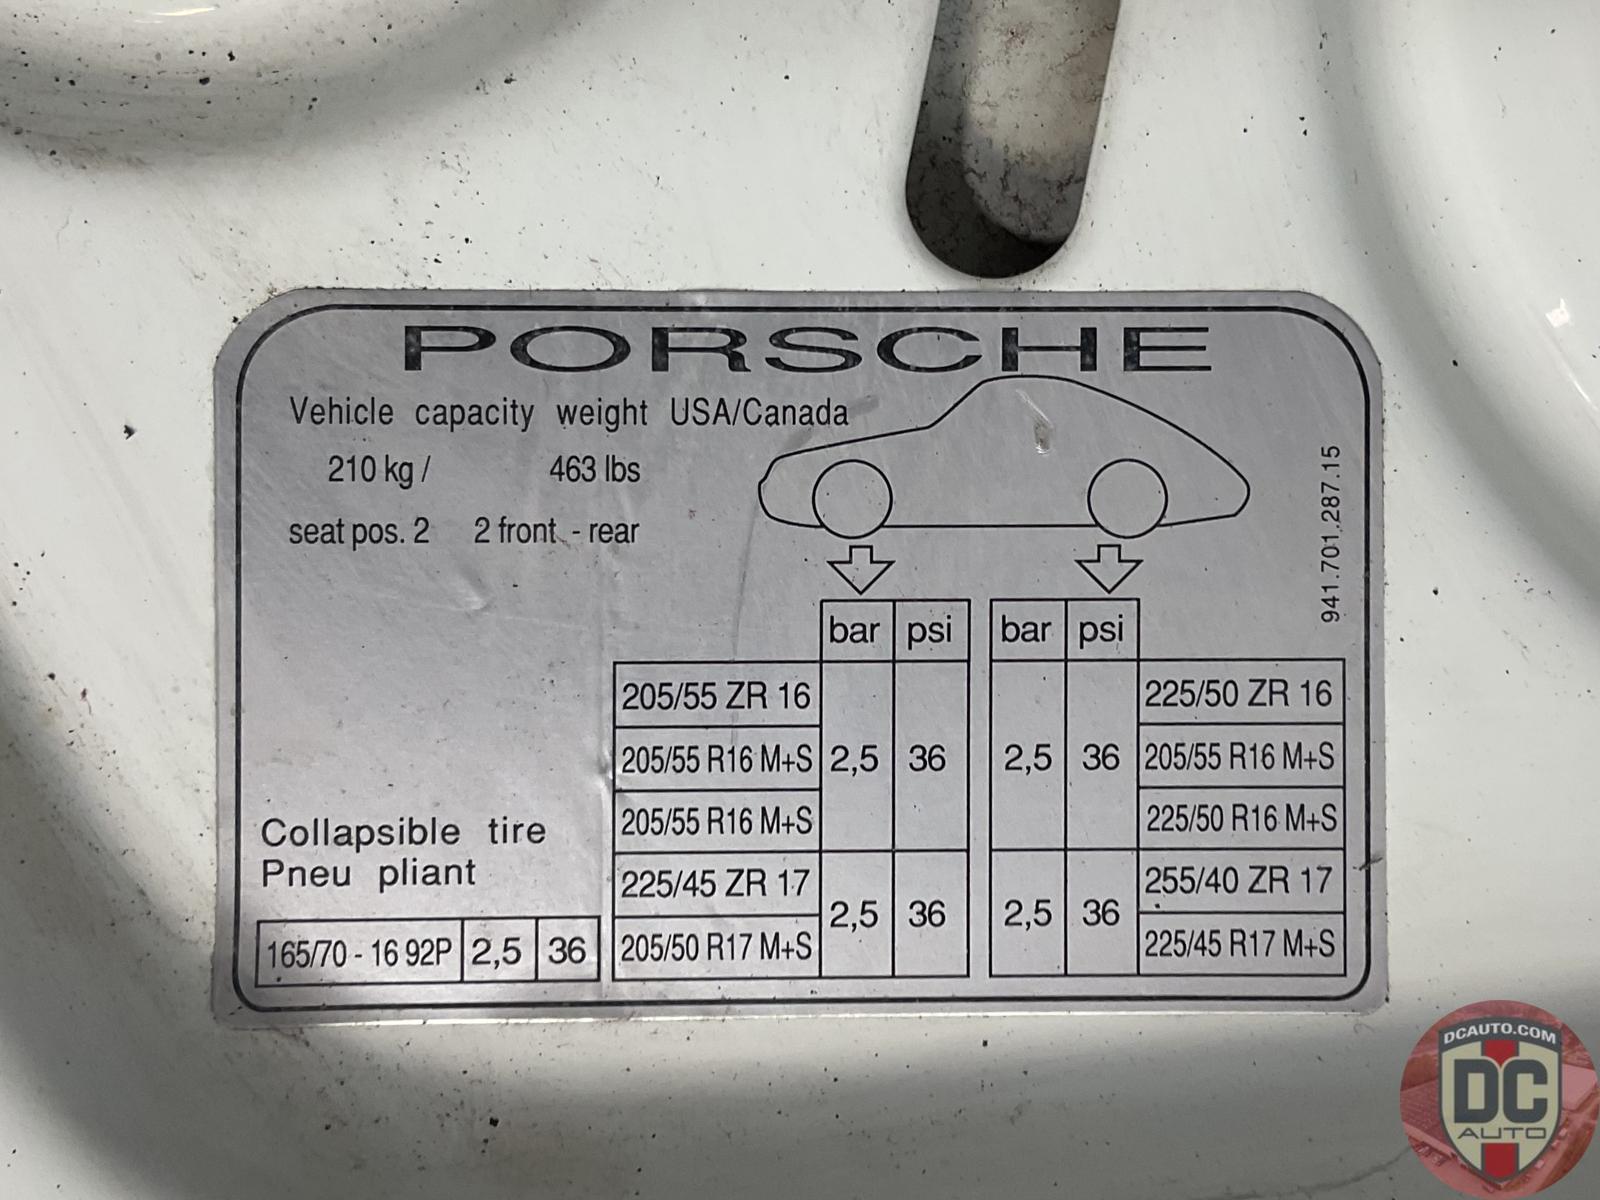 PORSCHE
Vehicle capacity weight USA/Canada
210 kg / 463 lbs
seat pos. 2 2 front - rear
941.701.287.15
bar psi bar psi
205/55 ZR 16 225/50 ZR 16
205/55 R16 M+S 2,5 36 2,5 36 205/55 R16 M+S
205/55 R16 M+S 225/50 R16 M+S
Collapsible tire
Pneu pliant
225/45 ZR 17 255/40 ZR 17
2,5 36 2,5 36
165/70 - 16 92P 2,5 36 205/50 R17 M+S 225/45 R17 M+S
DCAUTO.COM
DC
AUTO